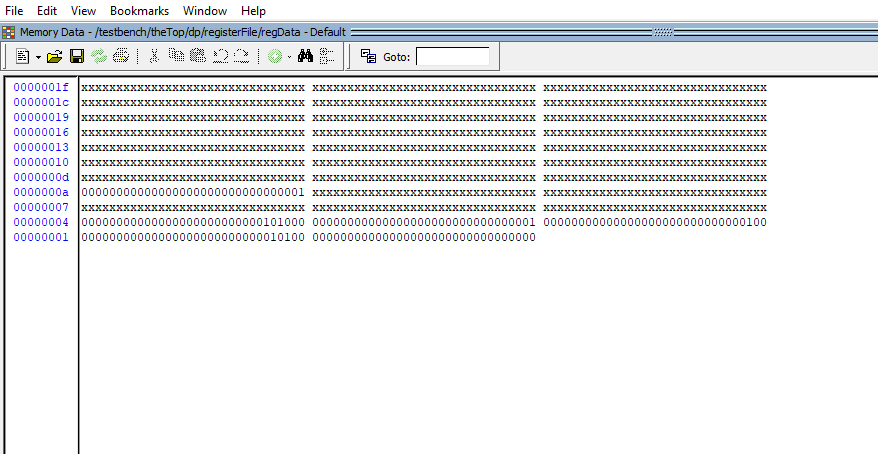 File Edit View Bookmarks Window Help
Memory Data - /testbench/theTop/dp/registerFile/regData - Default
Goto:
0000001f xxxxxxxxxxxxxxxxxxxxxxxxxxxxxxxx xxxxxxxxxxxxxxxxxxxxxxxxxxxxxxxx xxxxxxxxxxxxxxxxxxxxxxxxxxxxxxxx
0000001c xxxxxxxxxxxxxxxxxxxxxxxxxxxxxxxx xxxxxxxxxxxxxxxxxxxxxxxxxxxxxxxx xxxxxxxxxxxxxxxxxxxxxxxxxxxxxxxx
00000019 xxxxxxxxxxxxxxxxxxxxxxxxxxxxxxxx xxxxxxxxxxxxxxxxxxxxxxxxxxxxxxxx xxxxxxxxxxxxxxxxxxxxxxxxxxxxxxxx
00000016 xxxxxxxxxxxxxxxxxxxxxxxxxxxxxxxx xxxxxxxxxxxxxxxxxxxxxxxxxxxxxxxx xxxxxxxxxxxxxxxxxxxxxxxxxxxxxxxx
00000013 xxxxxxxxxxxxxxxxxxxxxxxxxxxxxxxx xxxxxxxxxxxxxxxxxxxxxxxxxxxxxxxx xxxxxxxxxxxxxxxxxxxxxxxxxxxxxxxx
00000010 xxxxxxxxxxxxxxxxxxxxxxxxxxxxxxxx xxxxxxxxxxxxxxxxxxxxxxxxxxxxxxxx xxxxxxxxxxxxxxxxxxxxxxxxxxxxxxxx
0000000d xxxxxxxxxxxxxxxxxxxxxxxxxxxxxxxx xxxxxxxxxxxxxxxxxxxxxxxxxxxxxxxx xxxxxxxxxxxxxxxxxxxxxxxxxxxxxxxx
0000000a 00000000000000000000000000000001 xxxxxxxxxxxxxxxxxxxxxxxxxxxxxxxx xxxxxxxxxxxxxxxxxxxxxxxxxxxxxxxx
00000007 xxxxxxxxxxxxxxxxxxxxxxxxxxxxxxxx xxxxxxxxxxxxxxxxxxxxxxxxxxxxxxxx xxxxxxxxxxxxxxxxxxxxxxxxxxxxxxxx
00000004 00000000000000000000000000101000 00000000000000000000000000000001 00000000000000000000000000000100
00000001 00000000000000000000000000010100 00000000000000000000000000000000